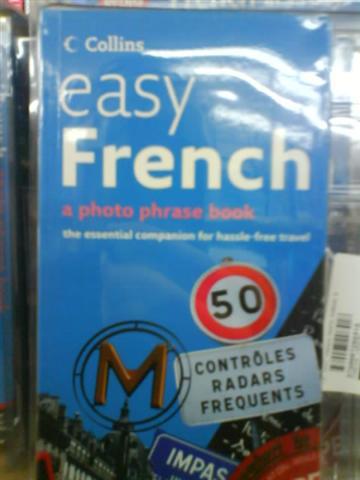 Collins
easy
French
a photo phrase book
the essential companion for hassle-free travel
50
M
CONTRÔLES
RADARS
FREQUENTS
IMPAS